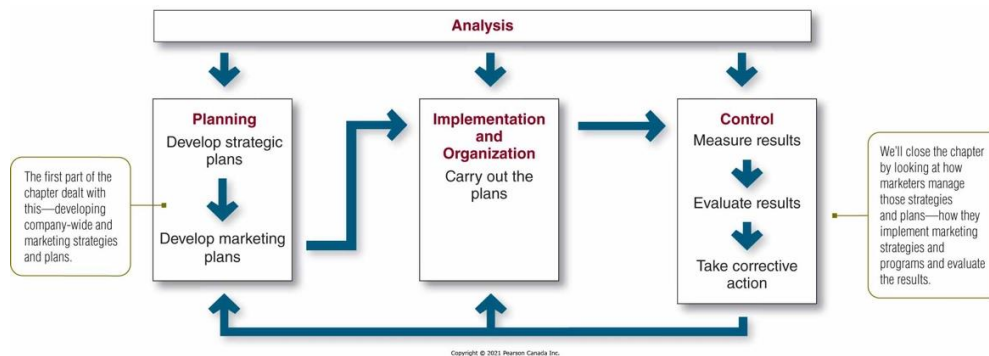 Analysis
Planning
Develop strategic
plans
Develop marketing
plans
Implementation
and
Organization
Carry out the
plans
Control
Measure results
Evaluate results
Take corrective
action
The first part of the
chapter dealt with
this—developing
company-wide and
marketing strategies
and plans.
We'll close the chapter
by looking at how
marketers manage
those strategies
and plans—how they
implement marketing
strategies and
programs and evaluate
the results.
Copyright © 2021 Pearson Canada Inc.